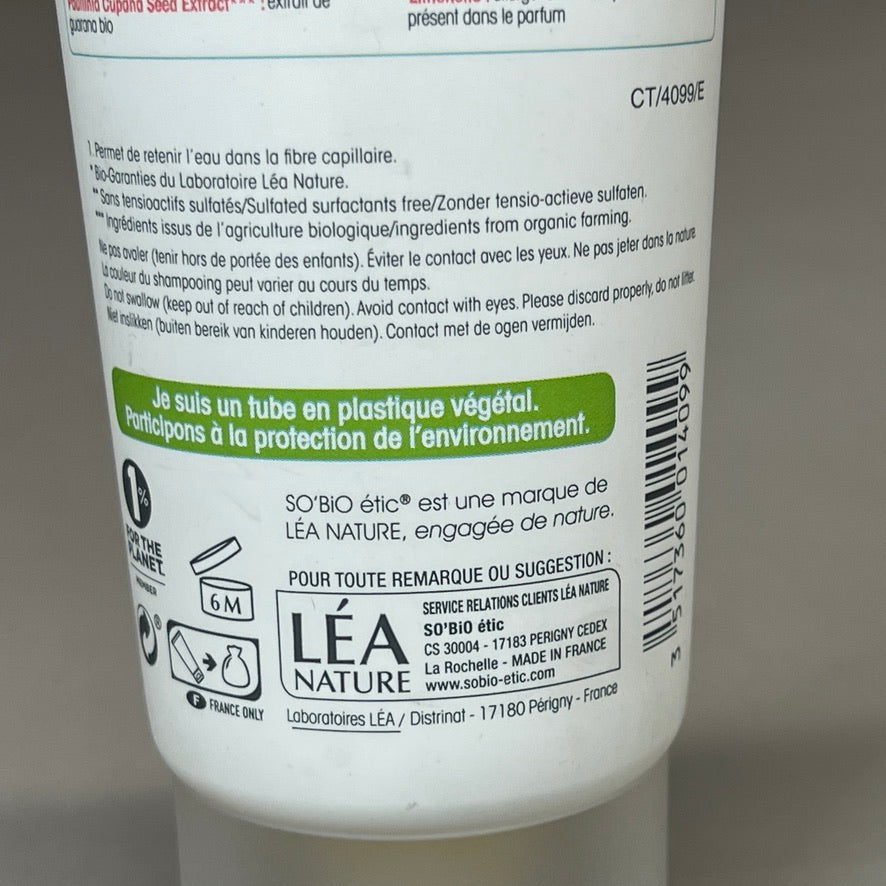 Cupana Seed Extract*** : extrait de
guarana bio
présent dans le parfum
CT/4099/E
1. Permet de retenir l'eau dans la fibre capillaire.
*Bio-Garanties du Laboratoire Léa Nature.
**Sans tensioactifs sulfatés/Sulfated surfactants free/Zonder tensio-actieve sulfaten.
***Ingrédients issus de l'agriculture biologique/ingredients from organic farming.
Ne pas avaler (tenir hors de portée des enfants). Éviter le contact avec les yeux. Ne pas jeter dans la nature
La couleur du shampooing peut varier au cours du temps.
Do not swallow (keep out of reach of children). Avoid contact with eyes. Please discard properly, do not litter.
Niet inslikken (buiten bereik van kinderen houden). Contact met de ogen vermijden.
Je suis un tube en plastique végétal.
Participons à la protection de l'environnement.
1%
FOR THE
PLANET.
MEMBER
SO'BiO étic® est une marque de
LÉA NATURE, engagée de nature.
6M
POUR TOUTE REMARQUE OU SUGGESTION :
LÉA
NATURE
SERVICE RELATIONS CLIENTS LÉA NATURE
SO'BiO étic
CS 30004 - 17183 PERIGNY CEDEX
La Rochelle - MADE IN FRANCE
www.sobio-etic.com
®
F FRANCE ONLY
Laboratoires LÉA / Distrinat - 17180 Périgny - France
3 517360 014099